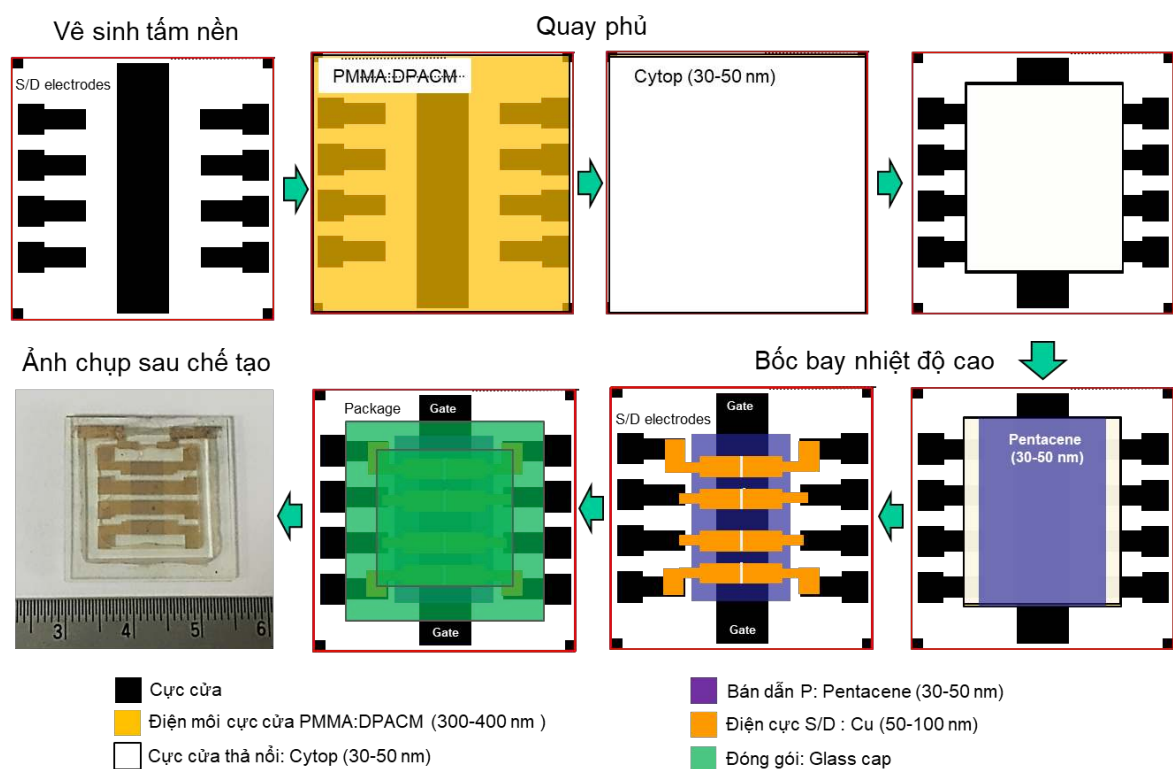 Vê sinh tấm nền
Quay phủ
S/D electrodes
PMMA:DPACM
Cytop (30-50 nm)
Ảnh chụp sau chế tạo
Bốc bay nhiệt độ cao
Package
Gate
Gate
S/D electrodes
Gate
Gate
Pentacene
(30-50 nm)
3 4 5 6
Cực cửa
Điện môi cực cửa PMMA:DPACM (300-400 nm )
Cực cửa thả nổi: Cytop (30-50 nm)
Bán dẫn P: Pentacene (30-50 nm)
Điện cực S/D : Cu (50-100 nm)
Đóng gói: Glass cap